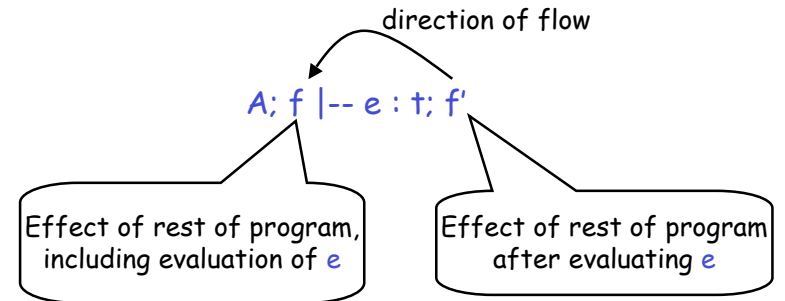 direction of flow
A; f |-- e : t; f’
Effect of rest of program,
including evaluation of e
Effect of rest of program
after evaluating e